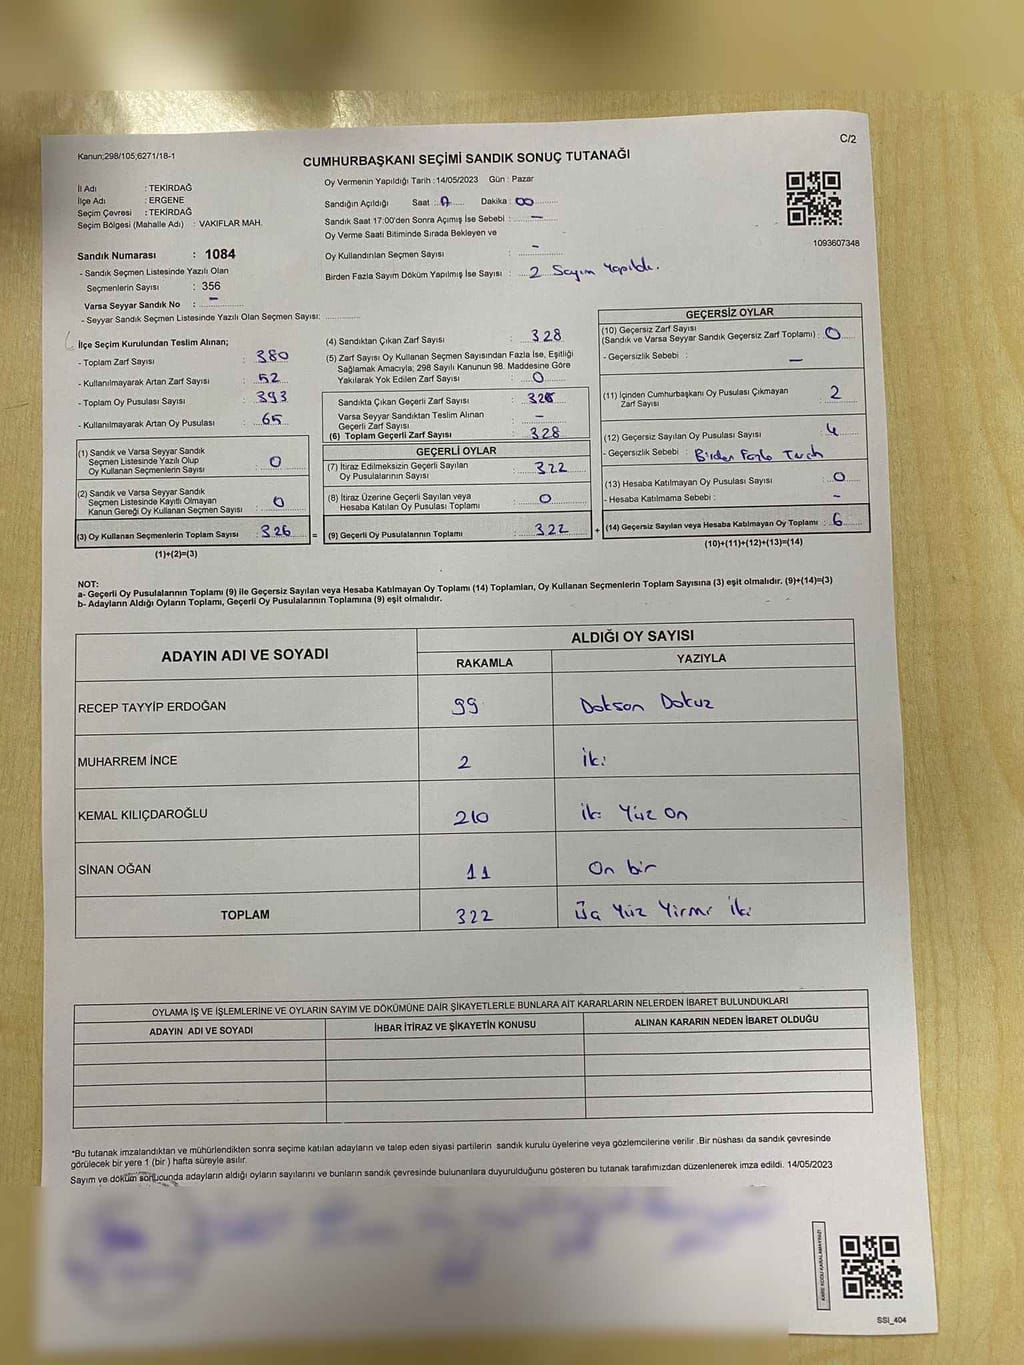 C/2
Kanun;298/105;6271/18-1
CUMHURBAŞKANI SEÇİMİ SANDIK SONUÇ TUTANAĞI
İl Adı : TEKİRDAĞ
İlçe Adı : ERGENE
Seçim Çevresi : TEKİRDAĞ
Seçim Bölgesi (Mahalle Adı) : VAKIFLAR MAH.
Oy Vermenin Yapıldığı Tarih : 14/05/2023 Gün : Pazar
Sandığın Açıldığı Saat : Dakika : 00
Sandık Saat 17:00'den Sonra Açımış İse Sebebi : -
Oy Verme Saati Bitiminde Sırada Bekleyen ve
Oy Kullandırılan Seçmen Sayısı : -
Birden Fazla Sayım Döküm Yapılmış İse Sayısı : 2 Sayım Yapıldı.
1093607348
Sandık Numarası : 1084
- Sandık Seçmen Listesinde Yazılı Olan
Seçmenlerin Sayısı : 356
Varsa Seyyar Sandık No : -
- Seyyar Sandık Seçmen Listesinde Yazılı Olan Seçmen Sayısı:
İlçe Seçim Kurulundan Teslim Alınan;
- Toplam Zarf Sayısı : 380
- Kullanılmayarak Artan Zarf Sayısı : 52
- Toplam Oy Pusulası Sayısı : 393
- Kullanılmayarak Artan Oy Pusulası : 65
(1) Sandık ve Varsa Seyyar Sandık
Seçmen Listesinde Yazılı Olup
Oy Kullanan Seçmenlerin Sayısı : 0
(2) Sandık ve Varsa Seyyar Sandık
Seçmen Listesinde Kayıtlı Olmayan
Kanun Gereği Oy Kullanan Seçmen Sayısı : 0
(3) Oy Kullanan Seçmenlerin Toplam Sayısı : 326 =
(1)+(2)=(3)
(4) Sandıktan Çıkan Zarf Sayısı : 328
(5) Zarf Sayısı Oy Kullanan Seçmen Sayısından Fazla İse, Eşitliği
Sağlamak Amacıyla; 298 Sayılı Kanunun 98. Maddesine Göre
Yakılarak Yok Edilen Zarf Sayısı : 0
Sandıkta Çıkan Geçerli Zarf Sayısı : 328
Varsa Seyyar Sandıktan Teslim Alınan
Geçerli Zarf Sayısı : -
(6) Toplam Geçerli Zarf Sayısı : 328
GEÇERLİ OYLAR
(7) İtiraz Edilmeksizin Geçerli Sayılan
Oy Pusulalarının Sayısı : 322
(8) İtiraz Üzerine Geçerli Sayılan veya
Hesaba Katılan Oy Pusulası Toplamı : 0
(9) Geçerli Oy Pusulalarının Toplamı : 322 +
GEÇERSİZ OYLAR
(10) Geçersiz Zarf Sayısı
(Sandık ve Varsa Seyyar Sandık Geçersiz Zarf Toplamı) : 0
- Geçersizlik Sebebi : -
(11) İçinden Cumhurbaşkanı Oy Pusulası Çıkmayan
Zarf Sayısı : 2
(12) Geçersiz Sayılan Oy Pusulası Sayısı : 4
- Geçersizlik Sebebi : Birden Fazla
(13) Hesaba Katılmayan Oy Pusulası Sayısı : 0
- Hesaba Katılmama Sebebi : -
(14) Geçersiz Sayılan veya Hesaba Katılmayan Oy Toplamı : 6
(10)+(11)+(12)+(13)=(14)
NOT:
a- Geçerli Oy Pusulalarının Toplamı (9) ile Geçersiz Sayılan veya Hesaba Katılmayan Oy Toplamı (14) Toplamları, Oy Kullanan Seçmenlerin Toplam Sayısına (3) eşit olmalıdır. (9)+(14)=(3)
b- Adayların Aldığı Oyların Toplamı, Geçerli Oy Pusulalarının Toplamına (9) eşit olmalıdır.
ADAYIN ADI VE SOYADI
ALDIĞI OY SAYISI
RAKAMLA YAZIYLA
RECEP TAYYİP ERDOĞAN 99 Doksan Dokuz
MUHARREM İNCE 2 İki
KEMAL KILIÇDAROĞLU 210 İki Yüz On
SİNAN OĞAN 11 On bir
TOPLAM 322 Üç Yüz Yirmi İki
OYLAMA İŞ VE İŞLEMLERİNE VE OYLARIN SAYIM VE DÖKÜMÜNE DAİR ŞİKAYETLERLE BUNLARA AİT KARARLARIN NELERDEN İBARET BULUNDUKLARI
ADAYIN ADI VE SOYADI İHBAR İTİRAZ VE ŞİKAYETİN KONUSU ALINAN KARARIN NEDEN İBARET OLDUĞU
*Bu tutanak imzalandıktan ve mühürlendikten sonra seçime katılan adayların ve talep eden siyasi partilerin sandık kurulu üyelerine veya gözlemcilerine verilir .Bir nüshası da sandık çevresinde
görülecek bir yere 1 (bir ) hafta süreyle asılır.
Sayım ve döküm sonucunda adayların aldığı oyların sayılarını ve bunların sandık çevresinde bulunanlara duyurulduğunu gösteren bu tutanak tarafımızdan düzenlenerek imza edildi. 14/05/2023
KARE KODU KARALAMAYINIZ!
SSI_404